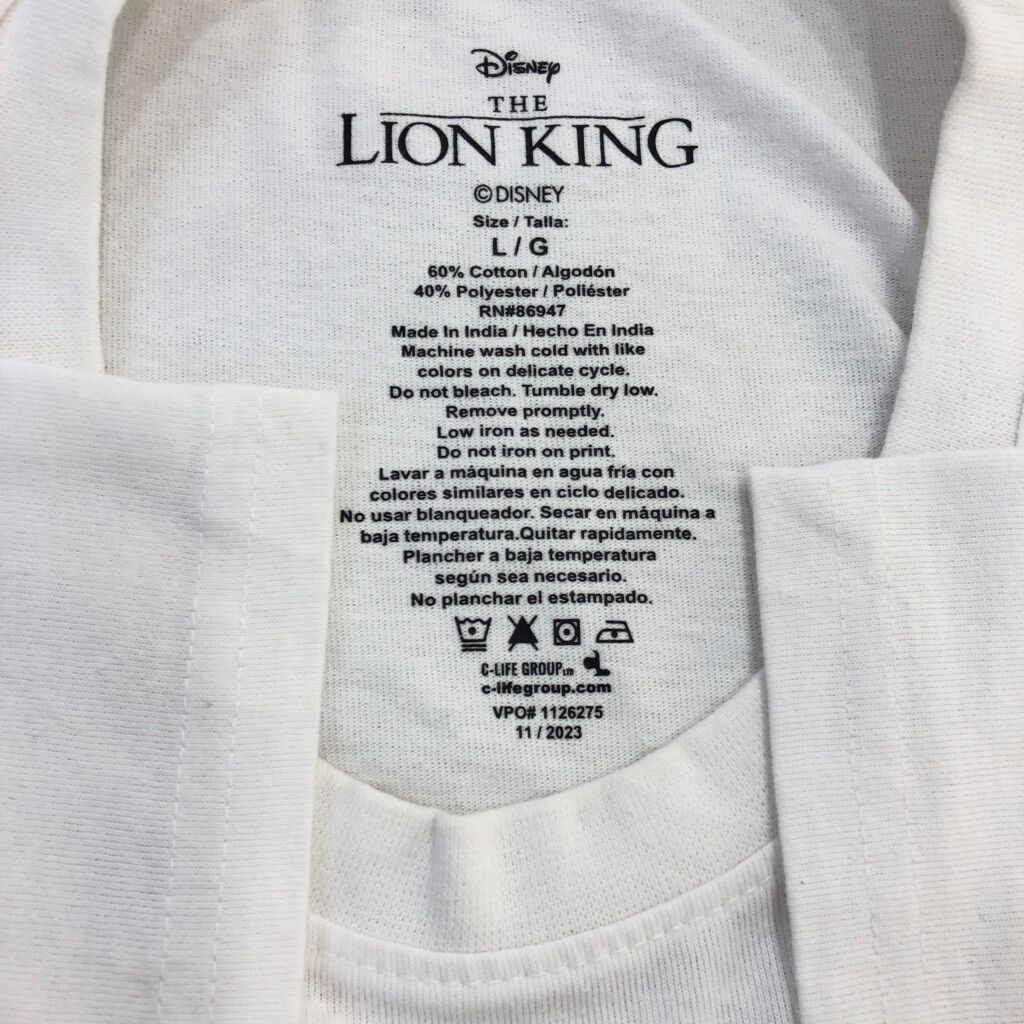 Disney
THE
LION KING
©DISNEY
Size / Talla:
L / G
60% Cotton / Algodón
40% Polyester / Poliéster
RN#86947
Made In India / Hecho En India
Machine wash cold with like
colors on delicate cycle.
Do not bleach. Tumble dry low.
Remove promptly.
Low iron as needed.
Do not iron on print.
Lavar a máquina en agua fría con
colores similares en ciclo delicado.
No usar blanqueador. Secar en máquina a
baja temperatura.Quitar rapidamente.
Plancher a baja temperatura
según sea necesario.
No planchar el estampado.
C-LIFE GROUP LTD
c-lifegroup.com
VPO# 1126275
11 / 2023